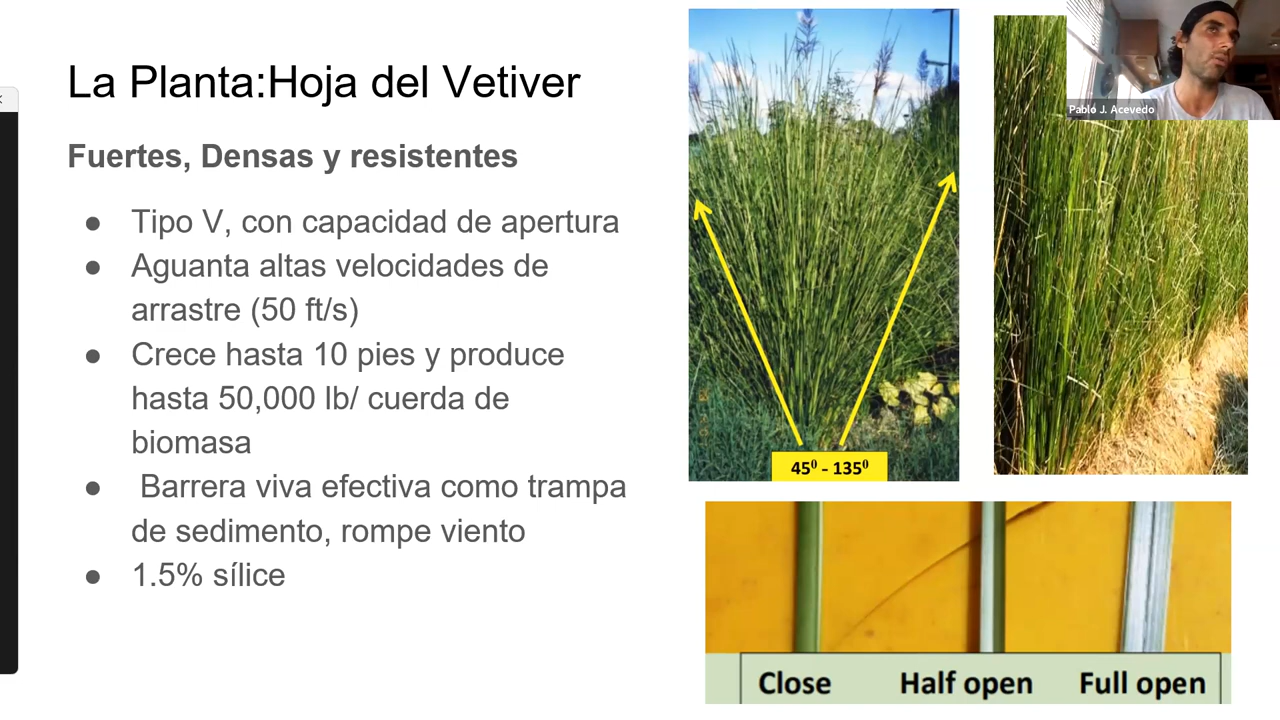 La Planta:Hoja del Vetiver
Fuertes, Densas y resistentes
● Tipo V, con capacidad de apertura
● Aguanta altas velocidades de
arrastre (50 ft/s)
● Crece hasta 10 pies y produce
hasta 50,000 lb/ cuerda de
biomasa
● Barrera viva efectiva como trampa
de sedimento, rompe viento
● 1.5% sílice
45⁰ - 135⁰
Pablo J. Acevedo
Close Half open Full open